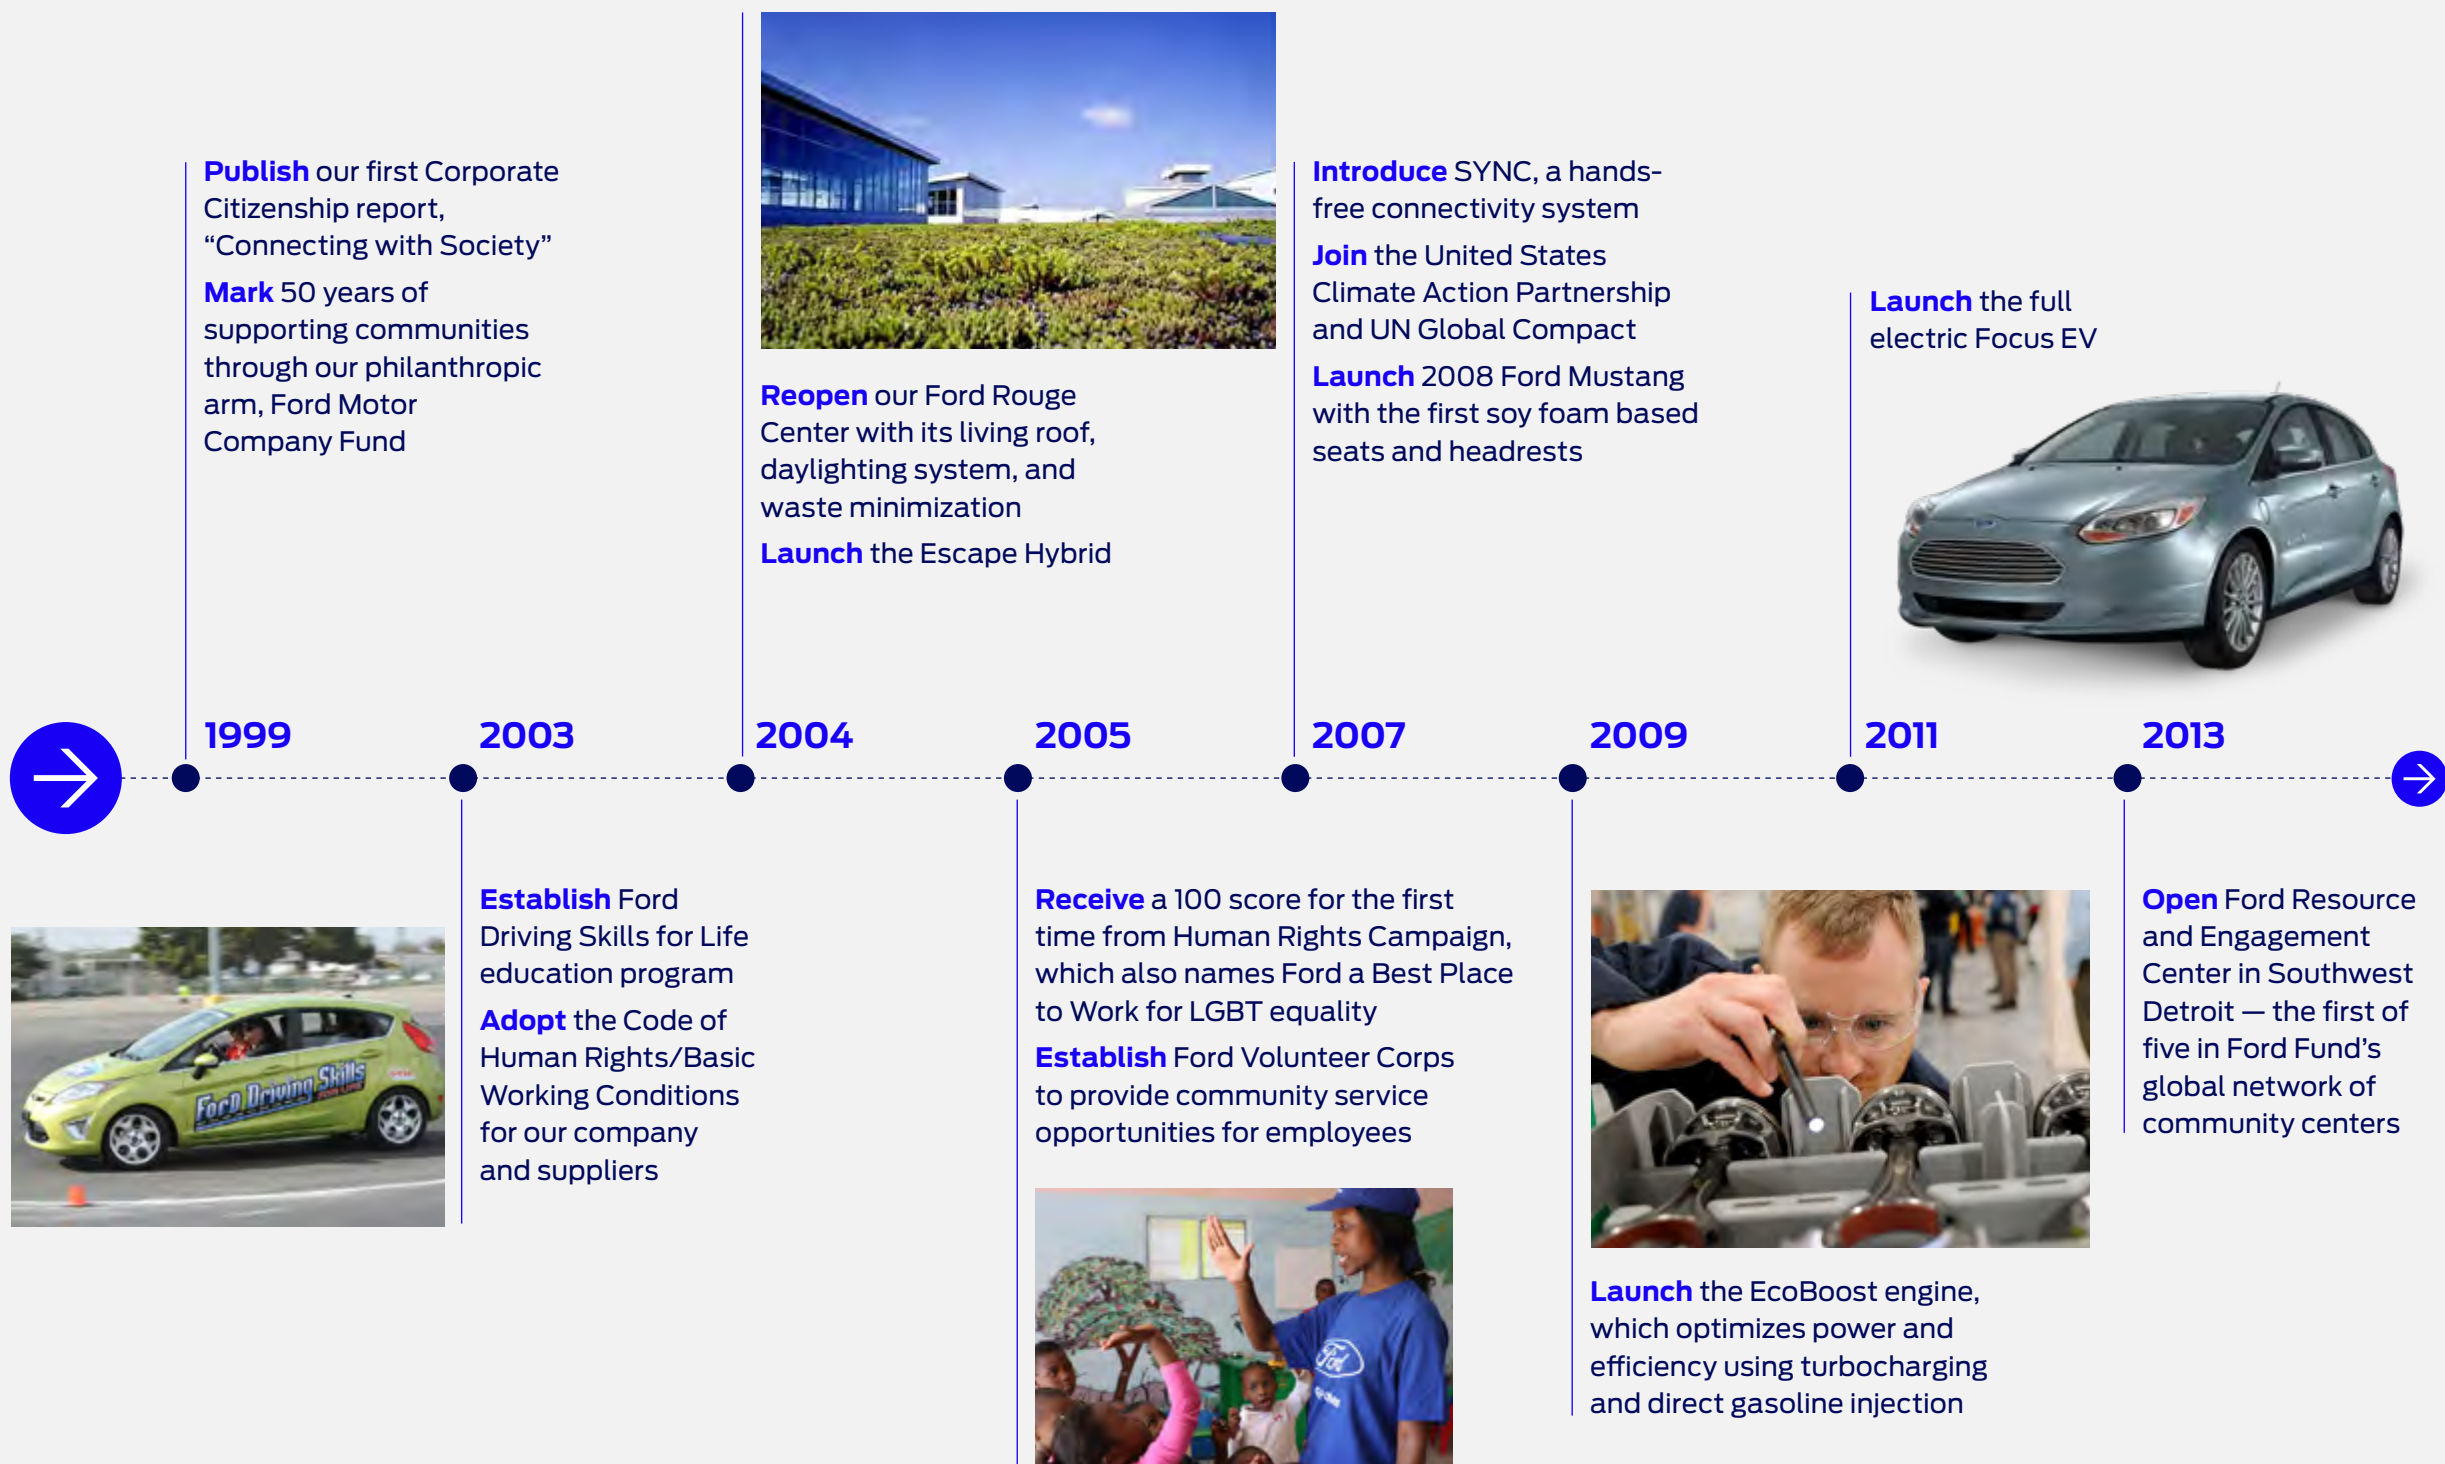 Publish our first Corporate
Citizenship report,
“Connecting with Society”
Mark 50 years of
supporting communities
through our philanthropic
arm, Ford Motor
Company Fund
Reopen our Ford Rouge
Center with its living roof,
daylighting system, and
waste minimization
Launch the Escape Hybrid
Introduce SYNC, a hands-
free connectivity system
Join the United States
Climate Action Partnership
and UN Global Compact
Launch 2008 Ford Mustang
with the first soy foam based
seats and headrests
Launch the full
electric Focus EV
1999
2003
2004
2005
2007
2009
2011
2013
Ford Driving Skills
Establish Ford
Driving Skills for Life
education program
Adopt the Code of
Human Rights/Basic
Working Conditions
for our company
and suppliers
Receive a 100 score for the first
time from Human Rights Campaign,
which also names Ford a Best Place
to Work for LGBT equality
Establish Ford Volunteer Corps
to provide community service
opportunities for employees
Ford
Launch the EcoBoost engine,
which optimizes power and
efficiency using turbocharging
and direct gasoline injection
Open Ford Resource
and Engagement
Center in Southwest
Detroit — the first of
five in Ford Fund’s
global network of
community centers